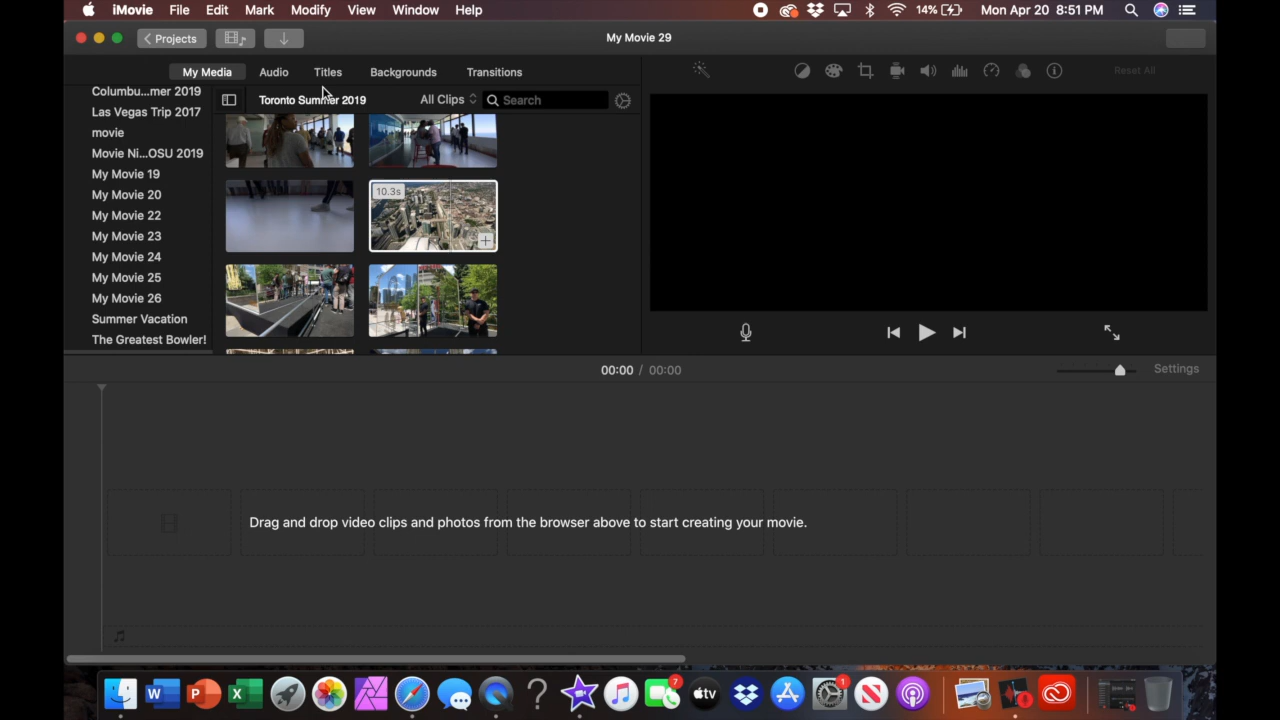 iMovie File Edit Mark Modify View Window Help 14% Mon Apr 20 8:51 PM
Projects My Movie 29
My Media Audio Titles Backgrounds Transitions Reset All
Columbu...mer 2019 Toronto Summer 2019 All Clips Search
Las Vegas Trip 2017
movie
Movie Ni...OSU 2019
My Movie 19
My Movie 20 10.3s
My Movie 22
My Movie 23
My Movie 24
My Movie 25
My Movie 26
Summer Vacation
The Greatest Bowler!
00:00 / 00:00 Settings
Drag and drop video clips and photos from the browser above to start creating your movie.
W P X 7 tv 1